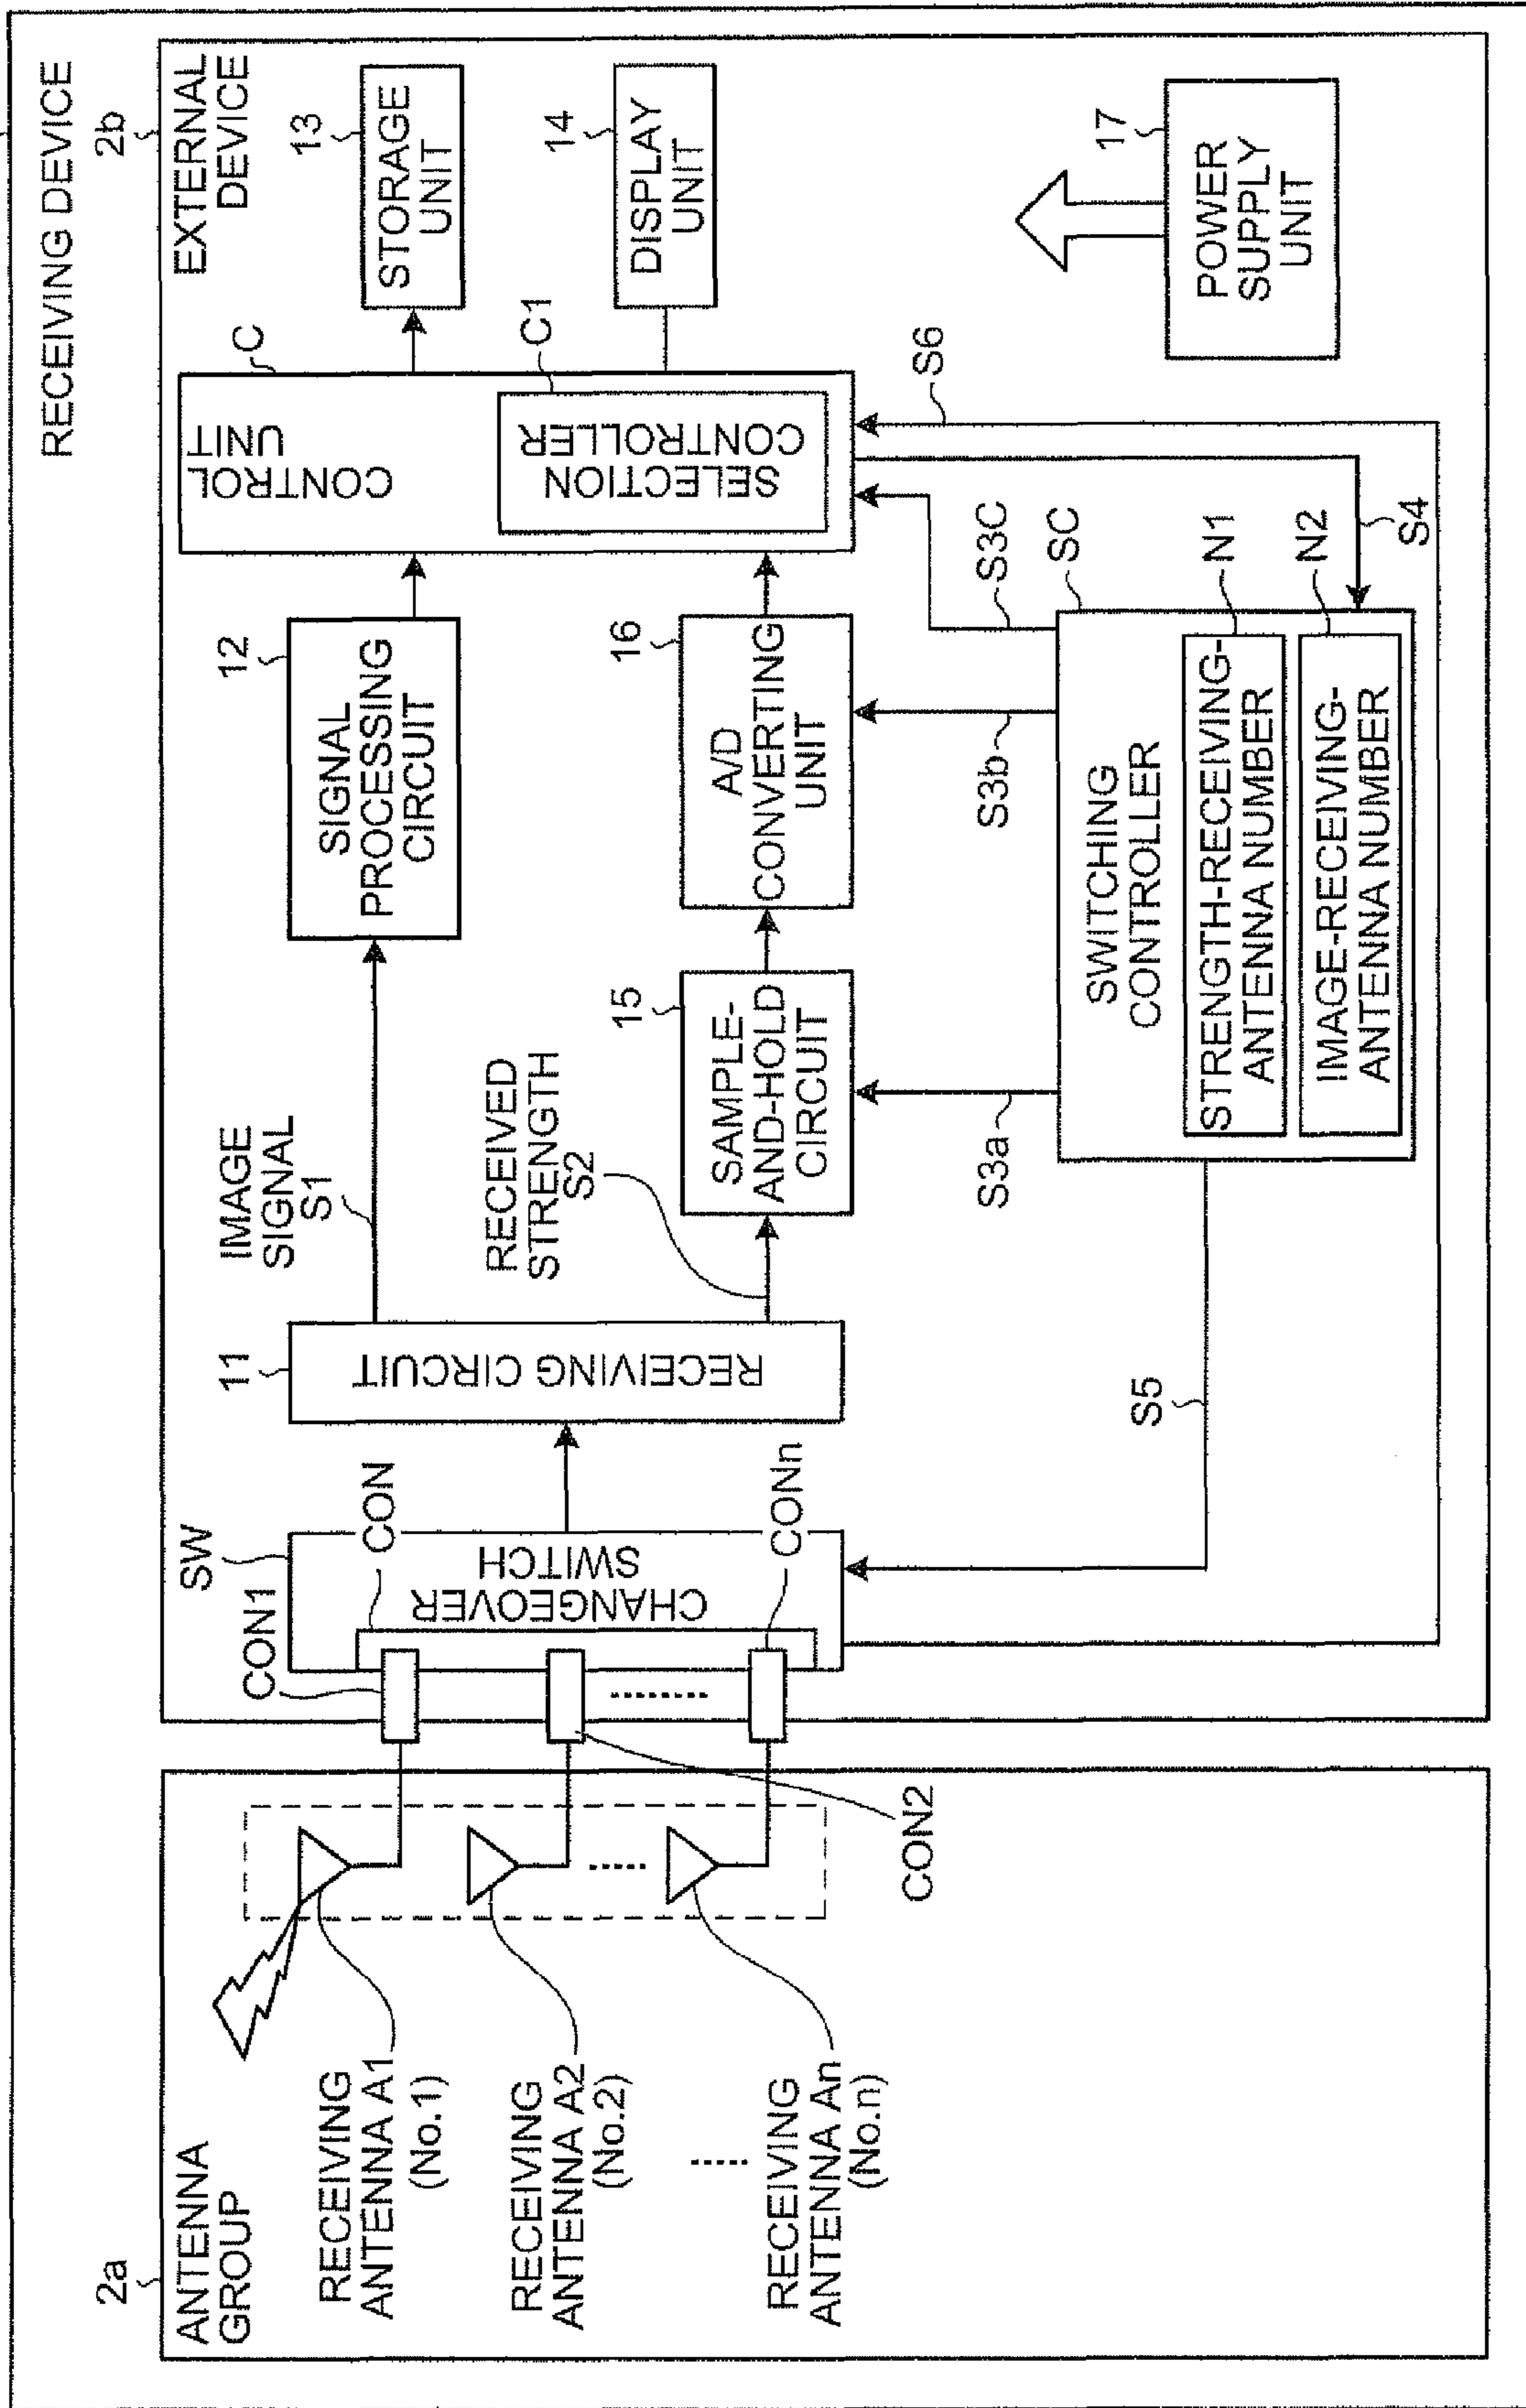 RECEIVING DEVICE
2a
ANTENNA
GROUP
RECEIVING
ANTENNA A1
(No.1)
RECEIVING
ANTENNA A2
(No.2)
RECEIVING
ANTENNA An
(No.n)
CON2
2b
EXTERNAL
DEVICE
SW
CON1
CON
CONn
CHANGEOVER
SWITCH
11
RECEIVING CIRCUIT
IMAGE
SIGNAL
S1
RECEIVED
STRENGTH
S2
12
SIGNAL
PROCESSING
CIRCUIT
15
SAMPLE-
AND-HOLD
CIRCUIT
16
A/D
CONVERTING
UNIT
C
CONTROL
UNIT
C1
SELECTION
CONTROLLER
13
STORAGE
UNIT
14
DISPLAY
UNIT
S3a
S3b
S3C
SC
SWITCHING
CONTROLLER
STRENGTH-RECEIVING-
ANTENNA NUMBER
N1
IMAGE-RECEIVING-
ANTENNA NUMBER
N2
S4
S5
S6
17
POWER
SUPPLY
UNIT